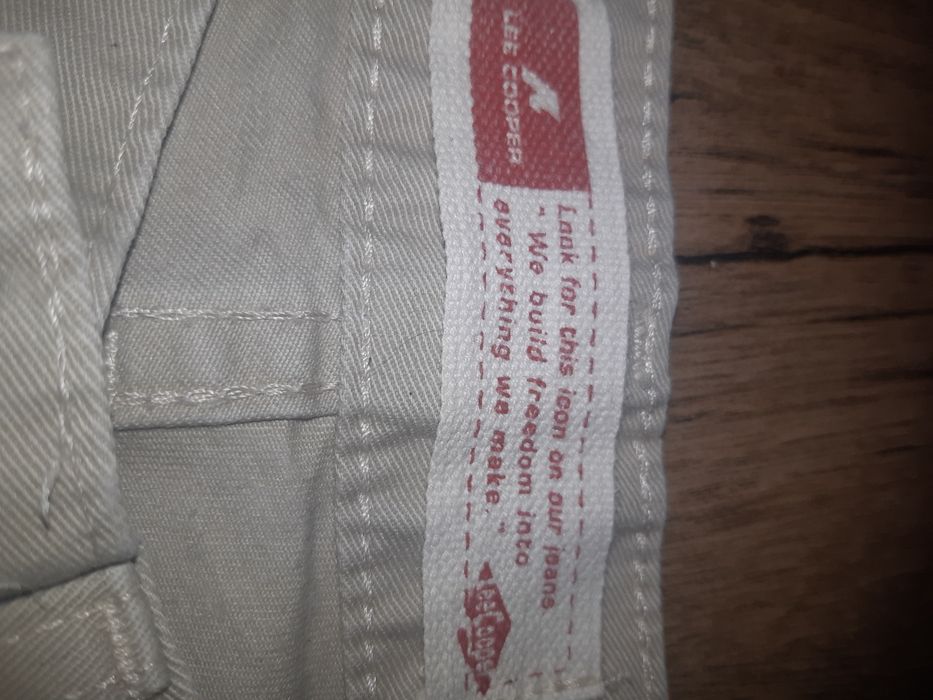 LEE COOPER
Look for this icon on our jeans
" We build freedom into
everything we make. "
Lee Cooper